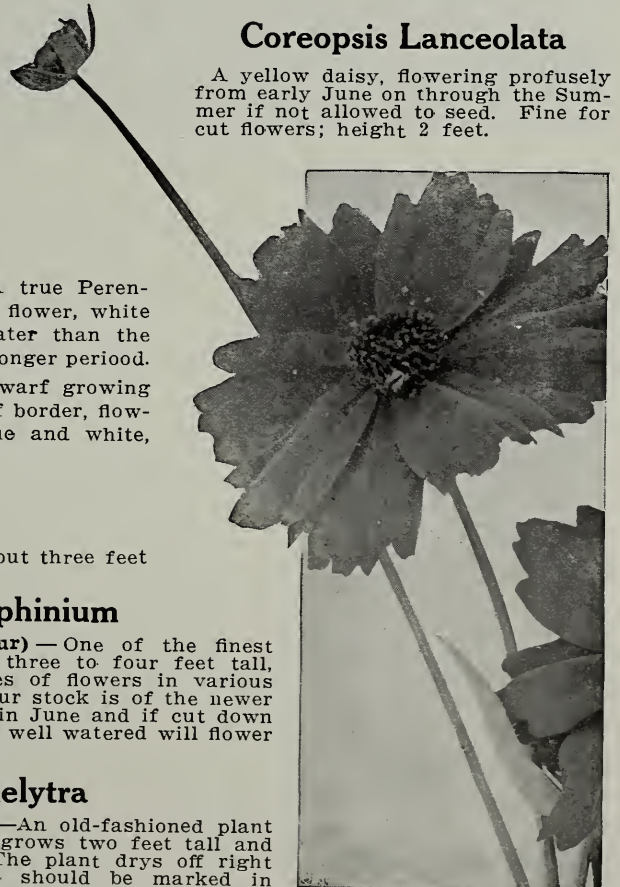 Coreopsis Lanceolata
A yellow daisy, flowering profusely
from early June on through the Sum-
mer if not allowed to seed. Fine for
cut flowers; height 2 feet.
true Peren-
flower, white
ater than the
onger periood.
warf growing
border, flow-
ue and white,
out three feet
phinium
ur) — One of the finest
three to four feet tall,
es of flowers in various
ur stock is of the newer
in June and if cut down
well watered will flower
elytra
—An old-fashioned plant
grows two feet tall and
The plant drys off right
should be marked in